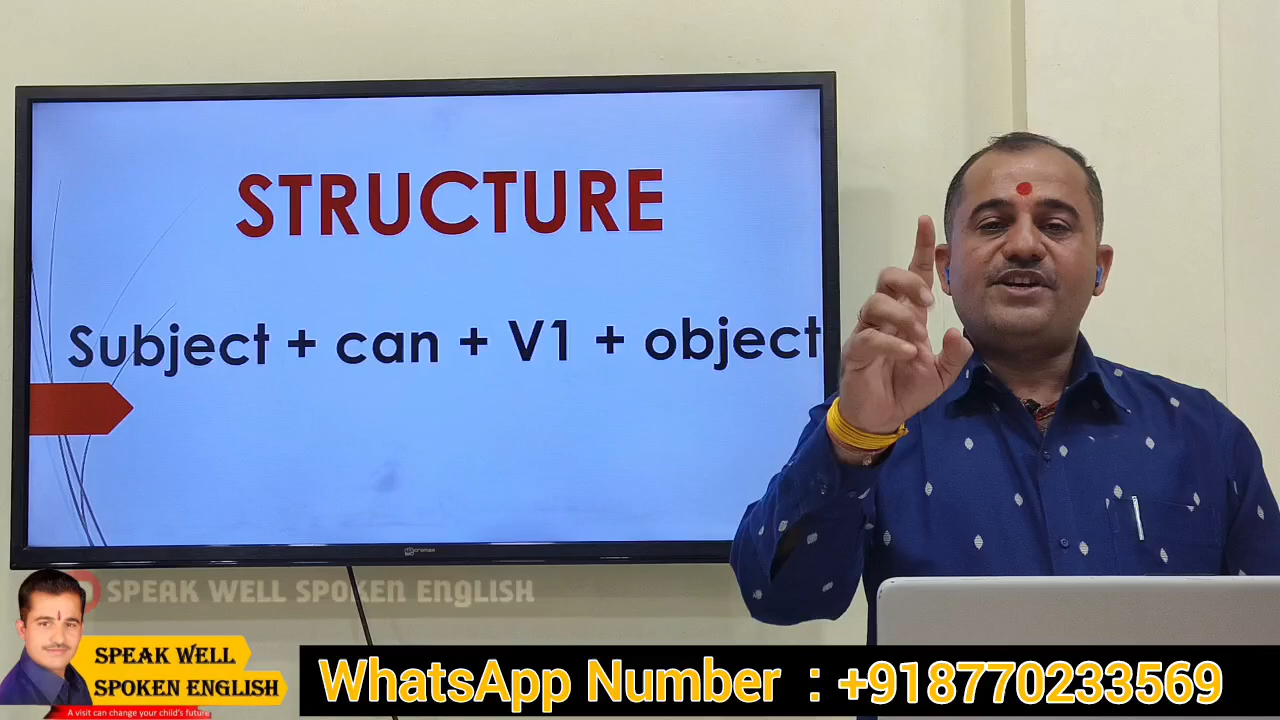 STRUCTURE
Subject + can + V1 + object
SPEAK WELL SPOKEN ENGLISH
SPEAK WELL
SPOKEN ENGLISH
A visit can change your child's future
WhatsApp Number : +918770233569